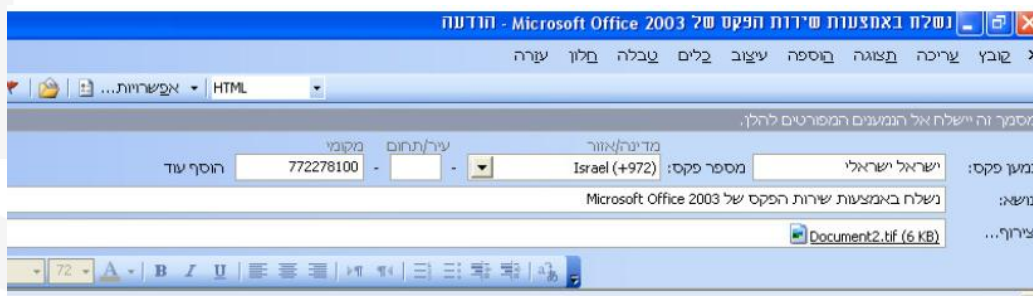 נשלח באמצעות שירות הפקס של Microsoft Office 2003 - הודעה
קובץ עריכה תצוגה הוספה עיצוב כלים טבלה חלון עזרה
HTML אפשרויות...
מסמך זה יישלח אל הנמענים המפורטים להלן.
מדינה/אזור עיר/תחום מקומי
נמען פקס: ישראל ישראלי מספר פקס: Israel (+972) - - 772278100 הוסף עוד
נושא: נשלח באמצעות שירות הפקס של Microsoft Office 2003
צירוף... Document2.tif (6 KB)
72 A B I U